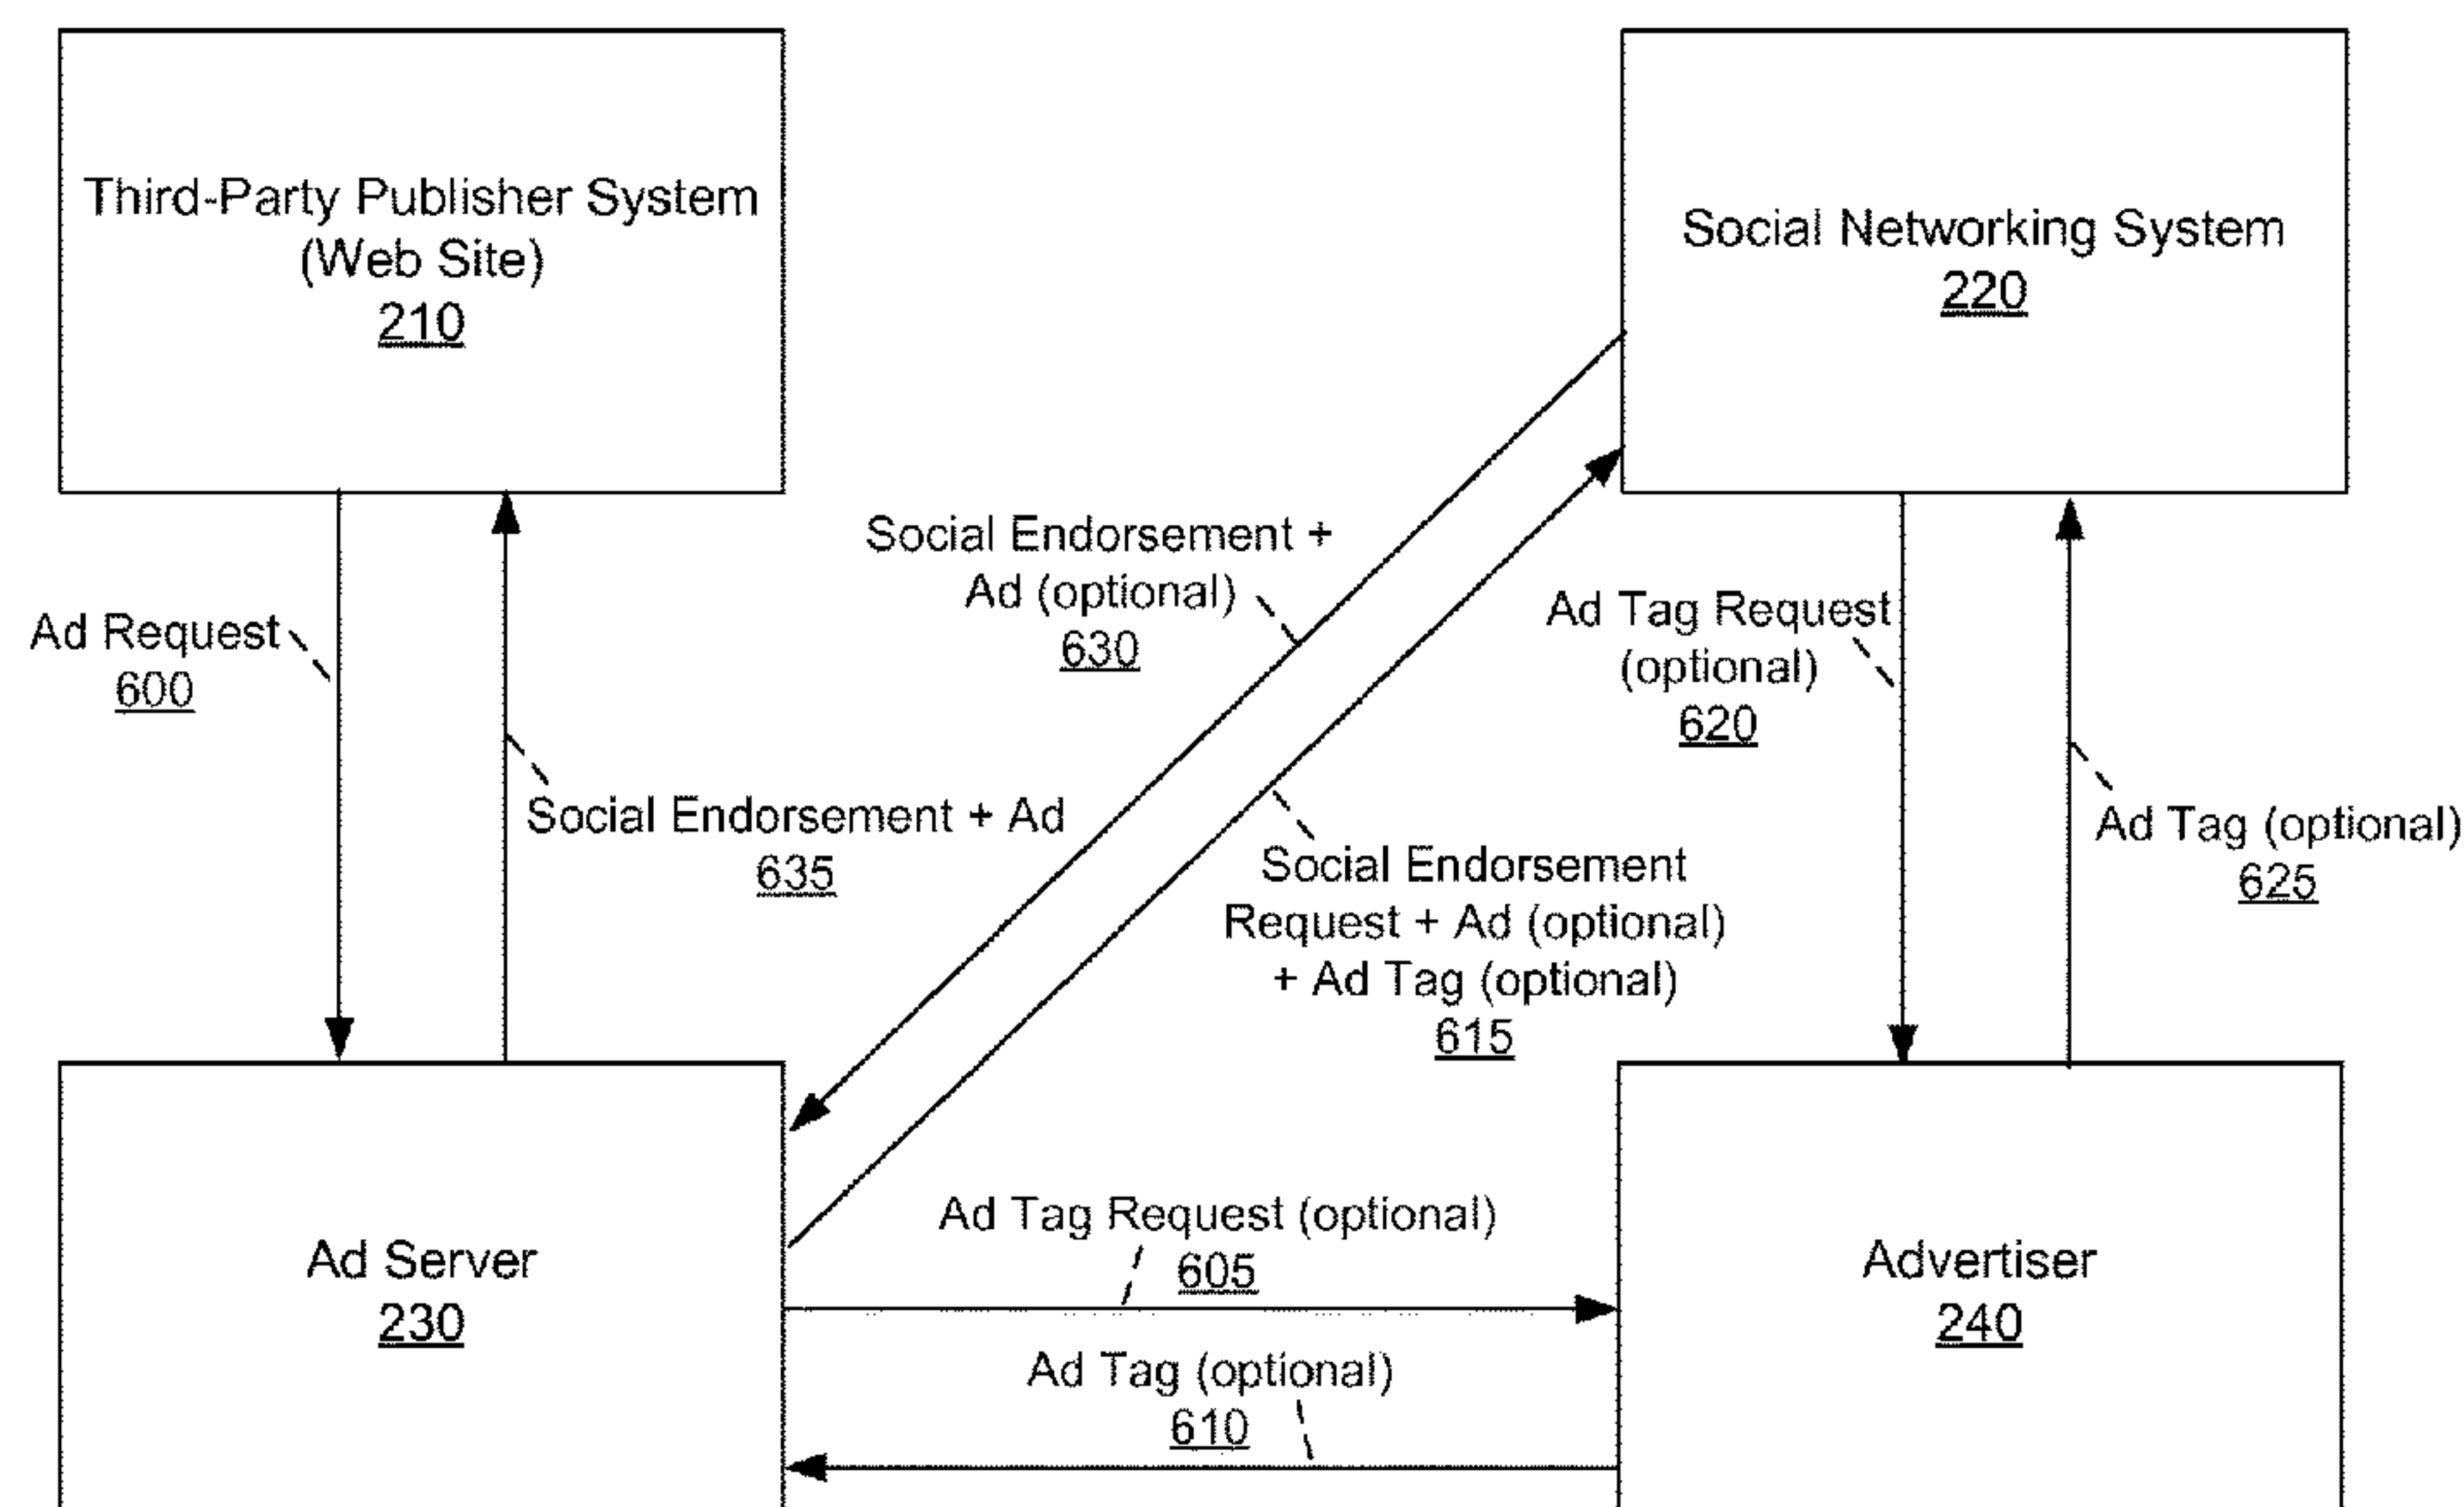 Third-Party Publisher System
(Web Site)
210
Social Networking System
220
Social Endorsement +
Ad (optional)
630
Ad Request
600
Ad Tag Request
(optional)
620
Social Endorsement + Ad
635
Social Endorsement
Request + Ad (optional)
+ Ad Tag (optional)
615
Ad Tag (optional)
625
Ad Server
230
Ad Tag Request (optional)
605
Ad Tag (optional)
610
Advertiser
240